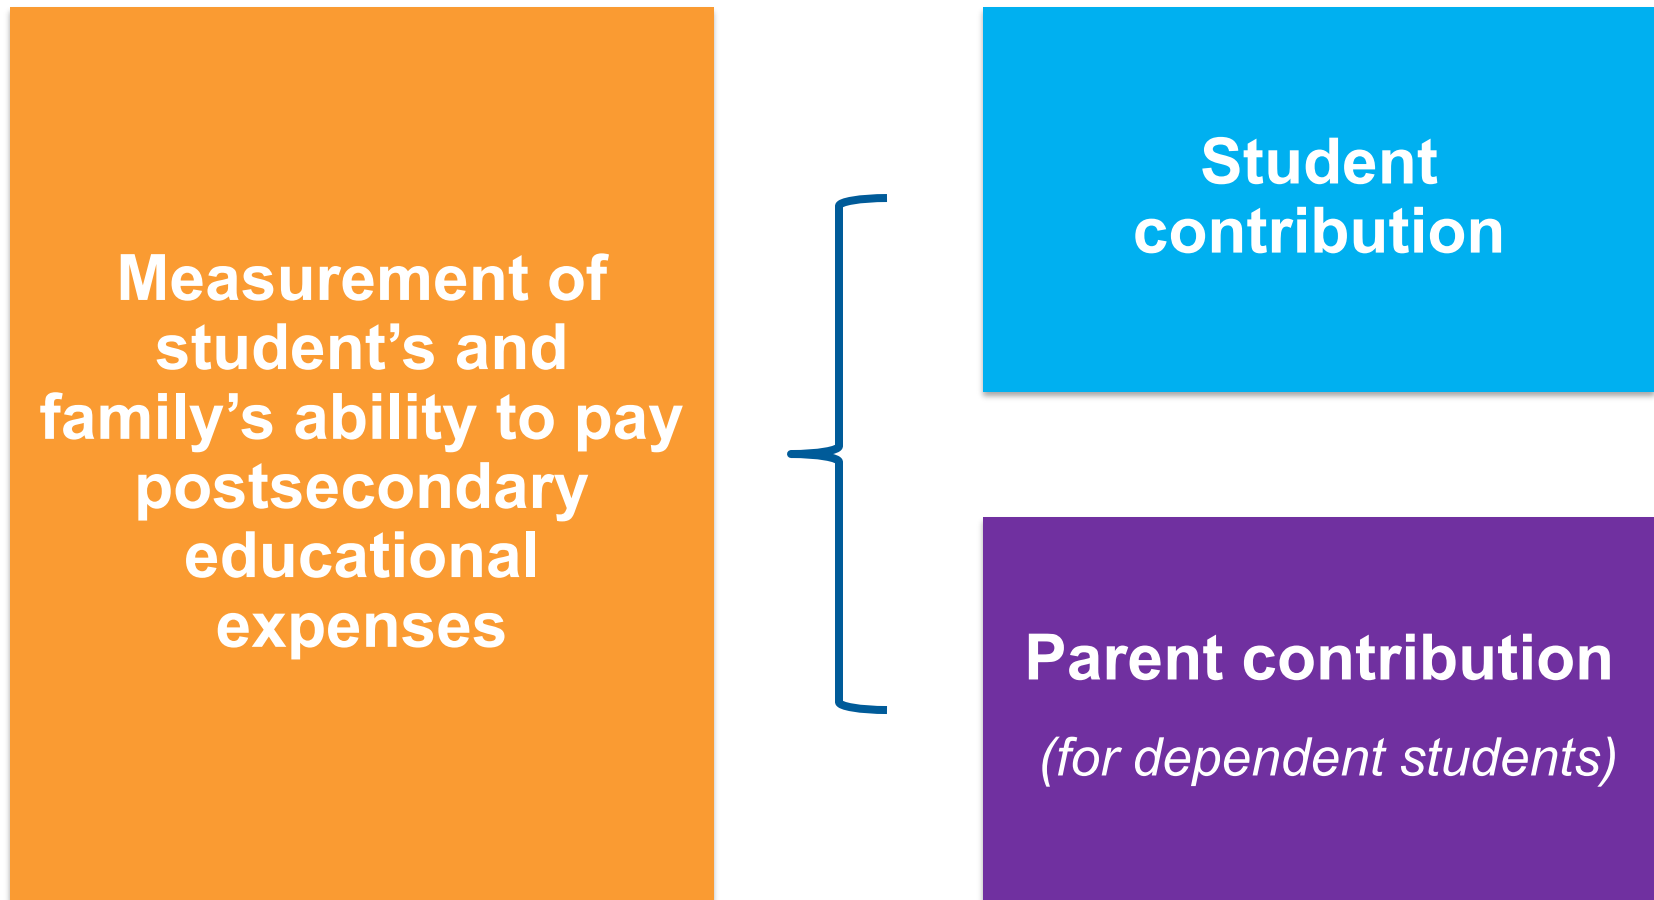 Measurement of
student’s and
family’s ability to pay
postsecondary
educational
expenses
Student
contribution
Parent contribution
(for dependent students)